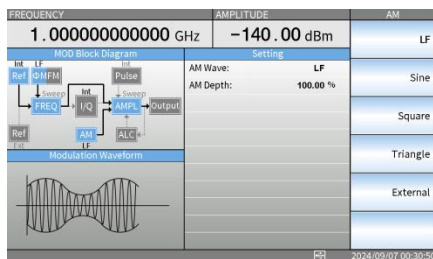 FREQUENCY AMPLITUDE AM
1.000000000000 GHz -140.00 dBm
MOD Block Diagram Setting
LF
Int LF Int
Ref ΦM FM Pulse
Sweep Int Sweep
FREQ I/Q AMPL Output
Ref AM ALC
Ext LF
Modulation Waveform
AM Wave: LF
AM Depth: 100.00 %
Sine
Square
Triangle
External
2024/09/07 00:30:50